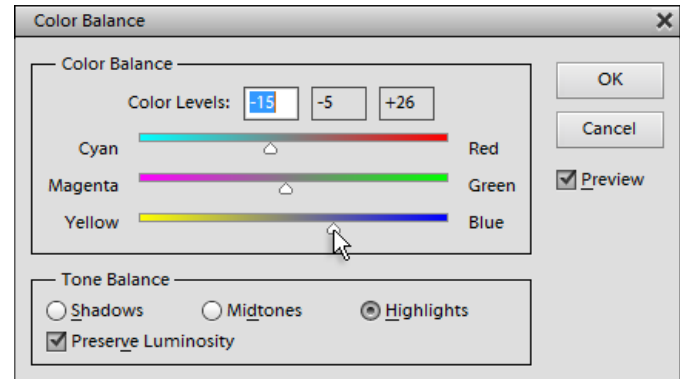 Color Balance
Color Balance
Color Levels: -15 -5 +26
Cyan Red
Magenta Green
Yellow Blue
OK
Cancel
Preview
Tone Balance
Shadows Midtones Highlights
Preserve Luminosity